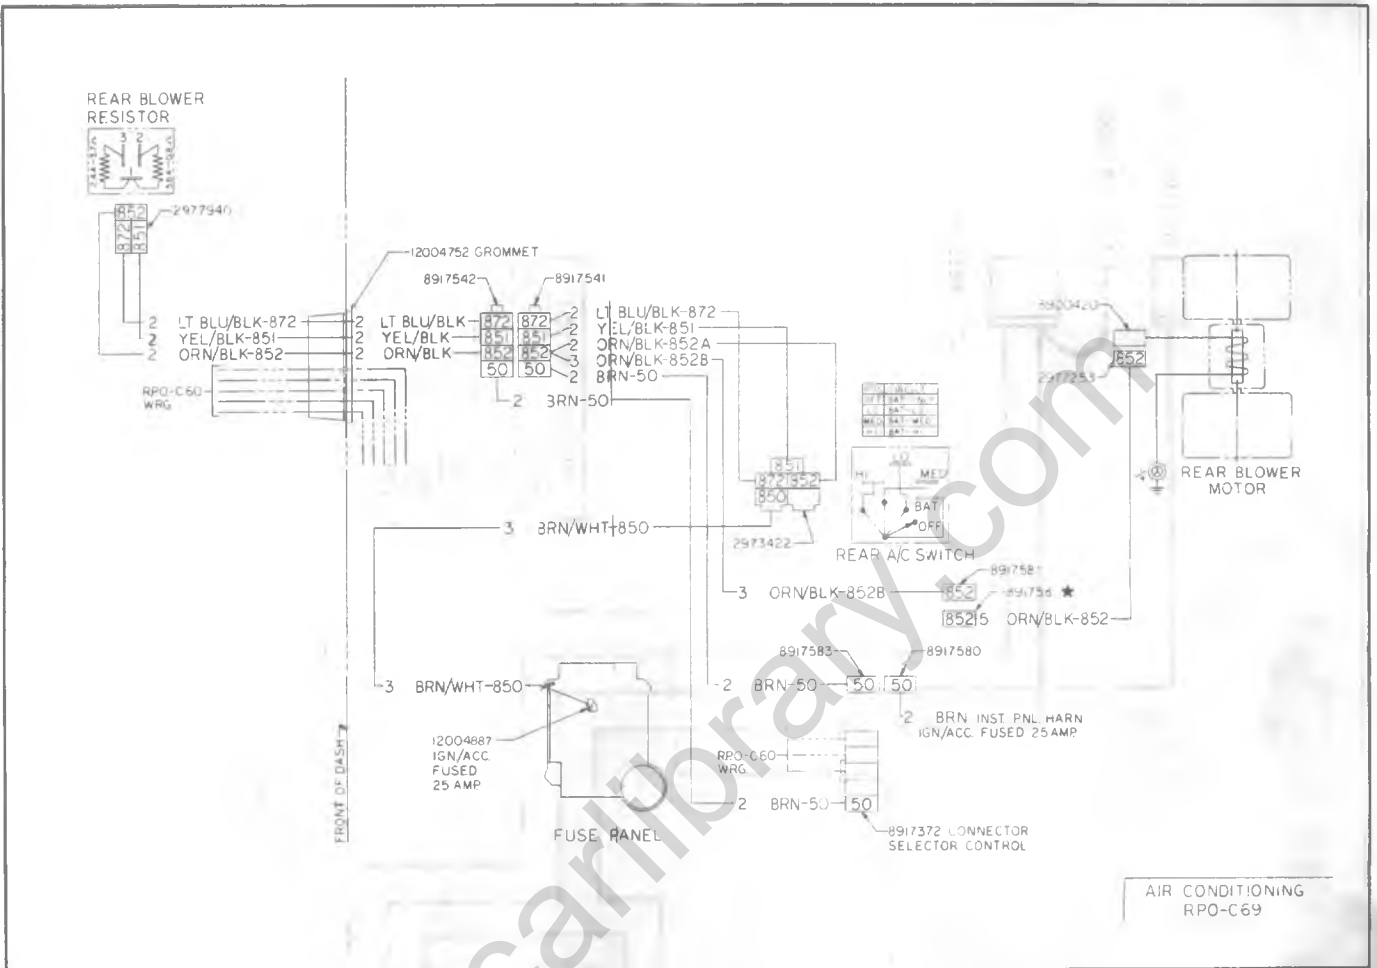 REAR BLOWER
RESISTOR
3 2
852
872
851
2977940
12004752 GROMMET
8917542
8917541
2 LT BLU/BLK-872
2 YEL/BLK-851
2 ORN/BLK-852
2 LT BLU/BLK
2 YEL/BLK
2 ORN/BLK
872
851
852
50
872
851
852
50
2 LT BLU/BLK-872
2 YEL/BLK-851
2 ORN/BLK-852A
3 ORN/BLK-852B
2 BRN-50
2 BRN-50
RPO-C60
WRG
8900420
852
2977253
REAR BLOWER
MOTOR
851
872 852
850
2973422
LO
HI
MED
BAT
OFF
REAR A/C SWITCH
3 BRN/WHT-850
3 ORN/BLK-852B
852
852
5 ORN/BLK-852
8917583
8917580
2 BRN-50
50
50
2 BRN INST. PNL. HARN
IGN/ACC. FUSED 25 AMP.
3 BRN/WHT-850
12004887
IGN/ACC.
FUSED
25 AMP.
FUSE PANEL
FRONT OF DASH
RPO-C60
WRG.
2 BRN-50
50
8917372 CONNECTOR
SELECTOR CONTROL
AIR CONDITIONING
RPO-C69
carlibrary.com